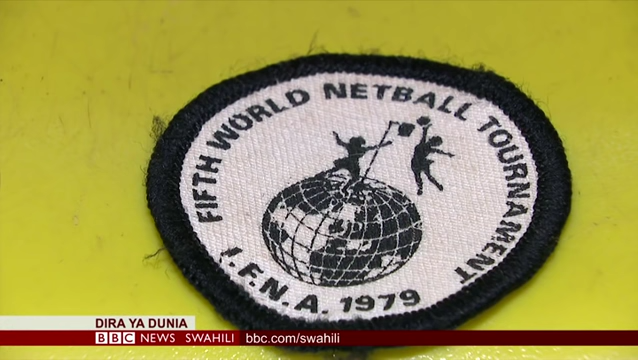 FIFTH WORLD NETBALL TOURNAMENT
I.F.N.A. 1979
DIRA YA DUNIA
BBC NEWS SWAHILI bbc.com/swahili